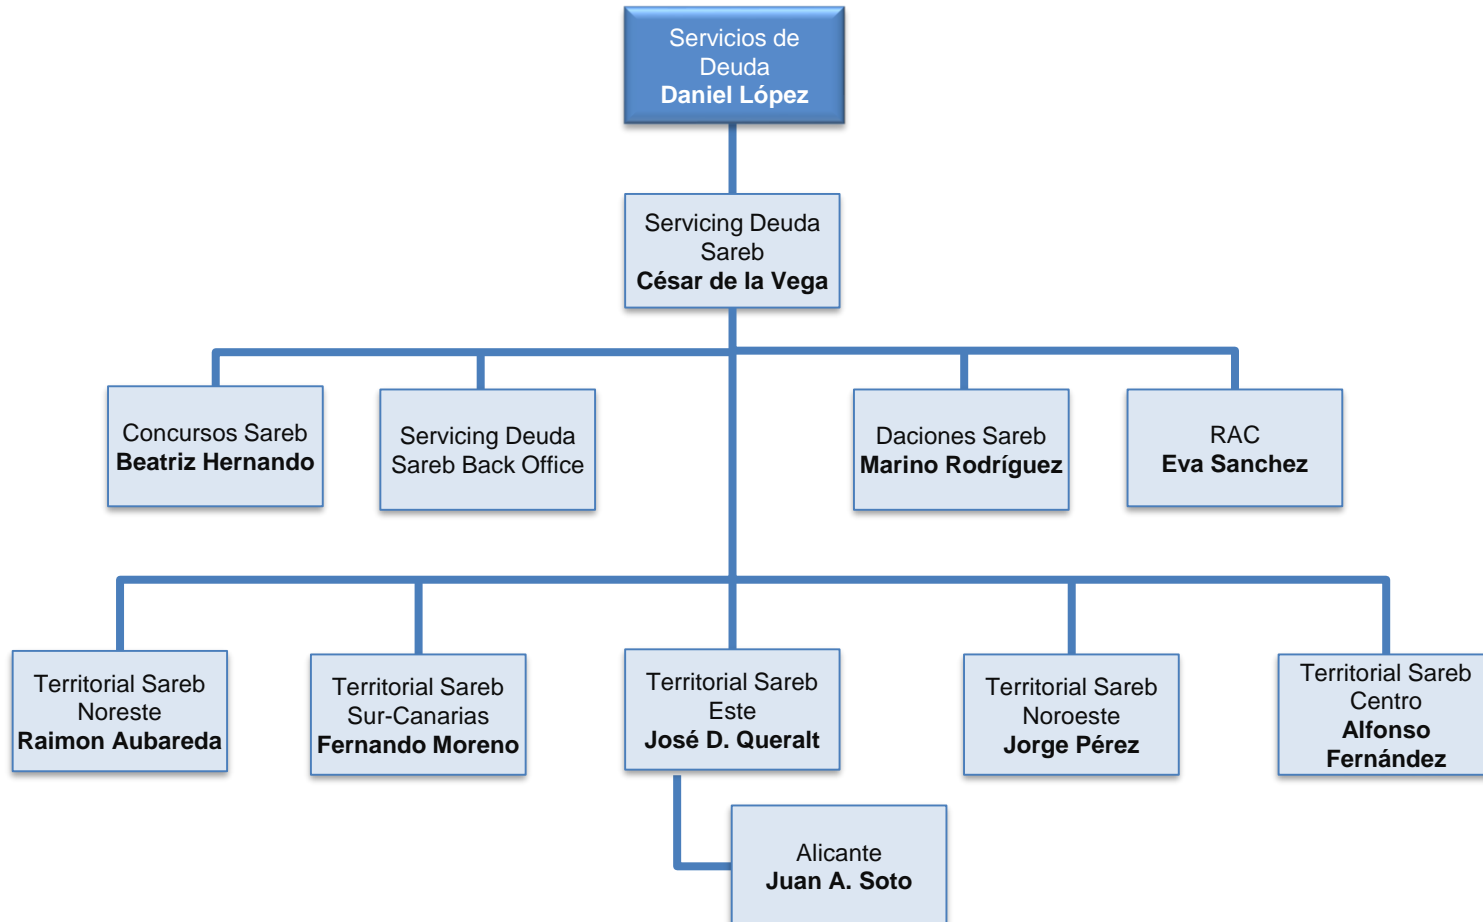 Servicios de
Deuda
Daniel López
Servicing Deuda
Sareb
César de la Vega
Concursos Sareb
Beatriz Hernando
Servicing Deuda
Sareb Back Office
Daciones Sareb
Marino Rodríguez
RAC
Eva Sanchez
Territorial Sareb
Noreste
Raimon Aubareda
Territorial Sareb
Sur-Canarias
Fernando Moreno
Territorial Sareb
Este
José D. Queralt
Territorial Sareb
Noroeste
Jorge Pérez
Territorial Sareb
Centro
Alfonso
Fernández
Alicante
Juan A. Soto